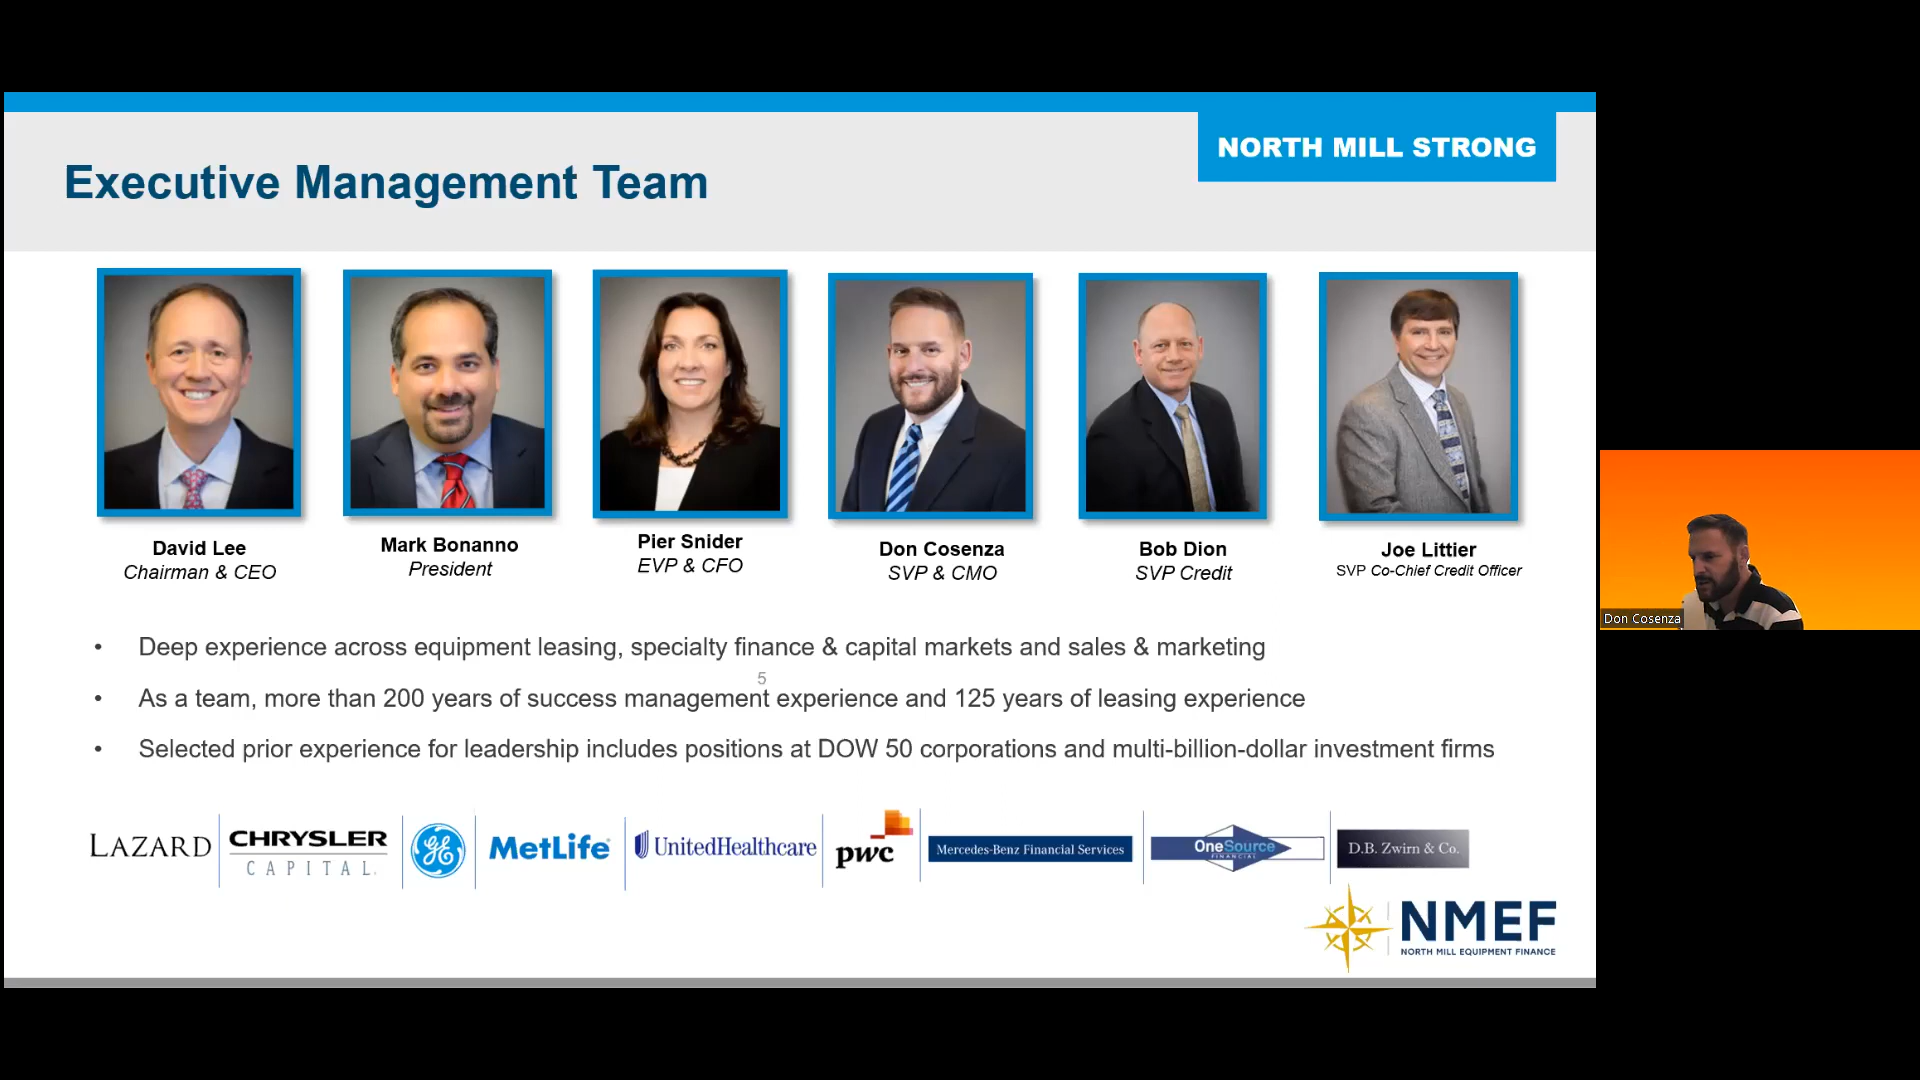 NORTH MILL STRONG
Executive Management Team
David Lee
Chairman & CEO
Mark Bonanno
President
Pier Snider
EVP & CFO
Don Cosenza
SVP & CMO
Bob Dion
SVP Credit
Joe Littier
SVP Co-Chief Credit Officer
Don Cosenza
• Deep experience across equipment leasing, specialty finance & capital markets and sales & marketing
5
• As a team, more than 200 years of success management experience and 125 years of leasing experience
• Selected prior experience for leadership includes positions at DOW 50 corporations and multi-billion-dollar investment firms
LAZARD
CHRYSLER
CAPITAL
GE
MetLife
UnitedHealthcare
pwc
Mercedes-Benz Financial Services
OneSource
FINANCIAL
D.B. Zwirn & Co.
NMEF
NORTH MILL EQUIPMENT FINANCE